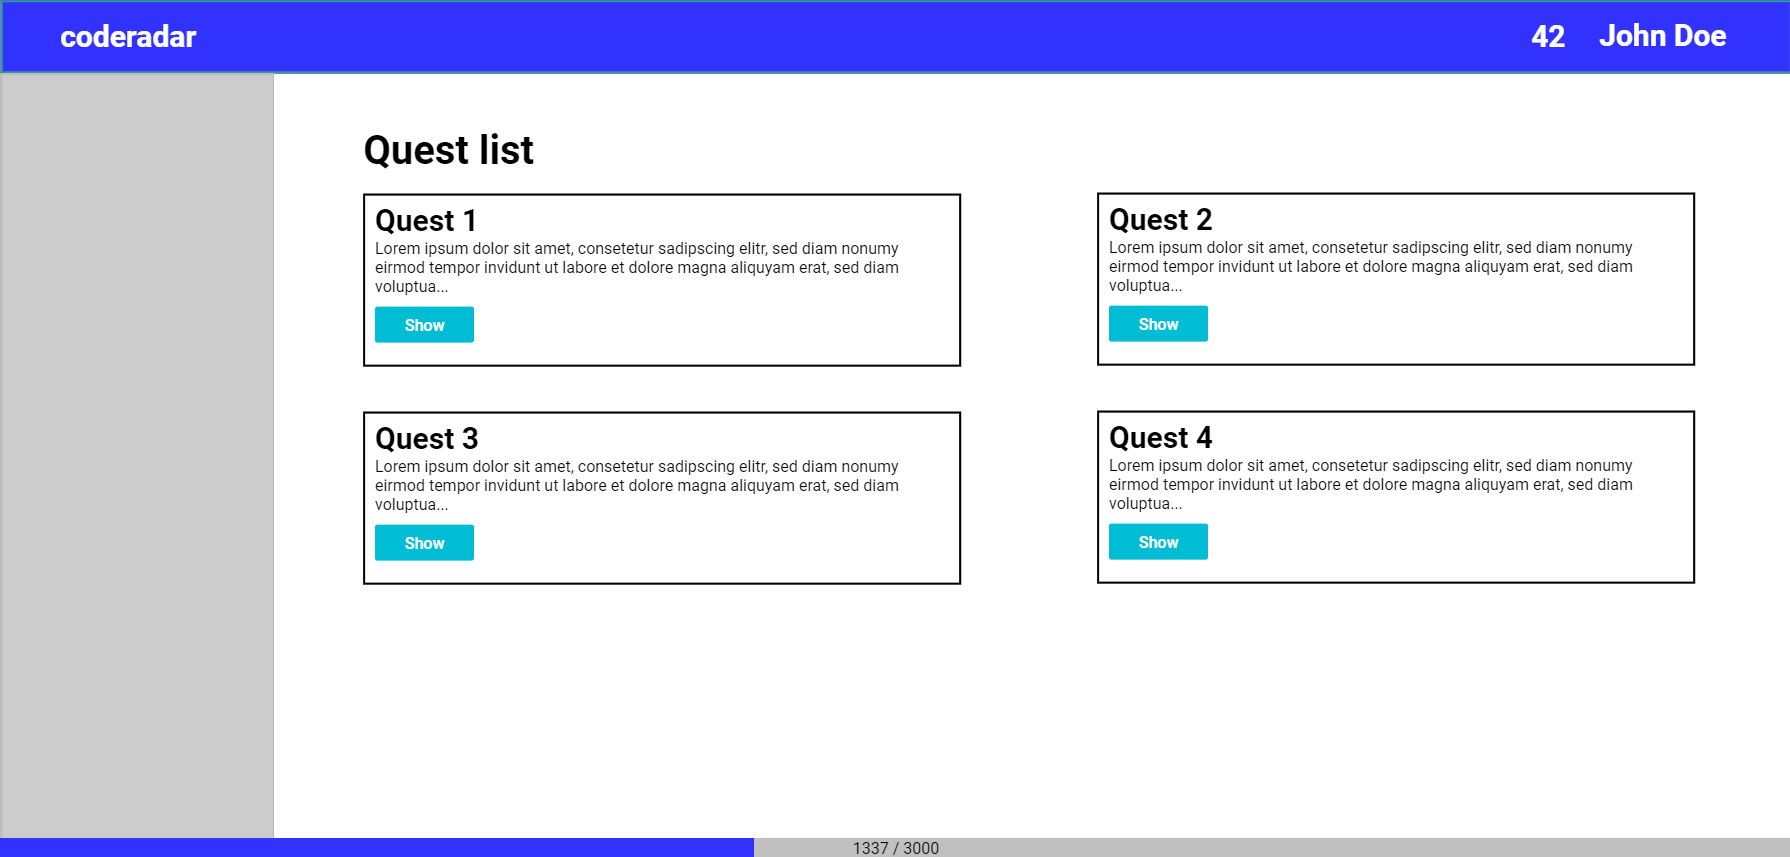 coderadar
42 John Doe
Quest list
Quest 1
Lorem ipsum dolor sit amet, consetetur sadipscing elitr, sed diam nonumy
eirmod tempor invidunt ut labore et dolore magna aliquyam erat, sed diam
voluptua...
Show
Quest 2
Lorem ipsum dolor sit amet, consetetur sadipscing elitr, sed diam nonumy
eirmod tempor invidunt ut labore et dolore magna aliquyam erat, sed diam
voluptua...
Show
Quest 3
Lorem ipsum dolor sit amet, consetetur sadipscing elitr, sed diam nonumy
eirmod tempor invidunt ut labore et dolore magna aliquyam erat, sed diam
voluptua...
Show
Quest 4
Lorem ipsum dolor sit amet, consetetur sadipscing elitr, sed diam nonumy
eirmod tempor invidunt ut labore et dolore magna aliquyam erat, sed diam
voluptua...
Show
1337 / 3000